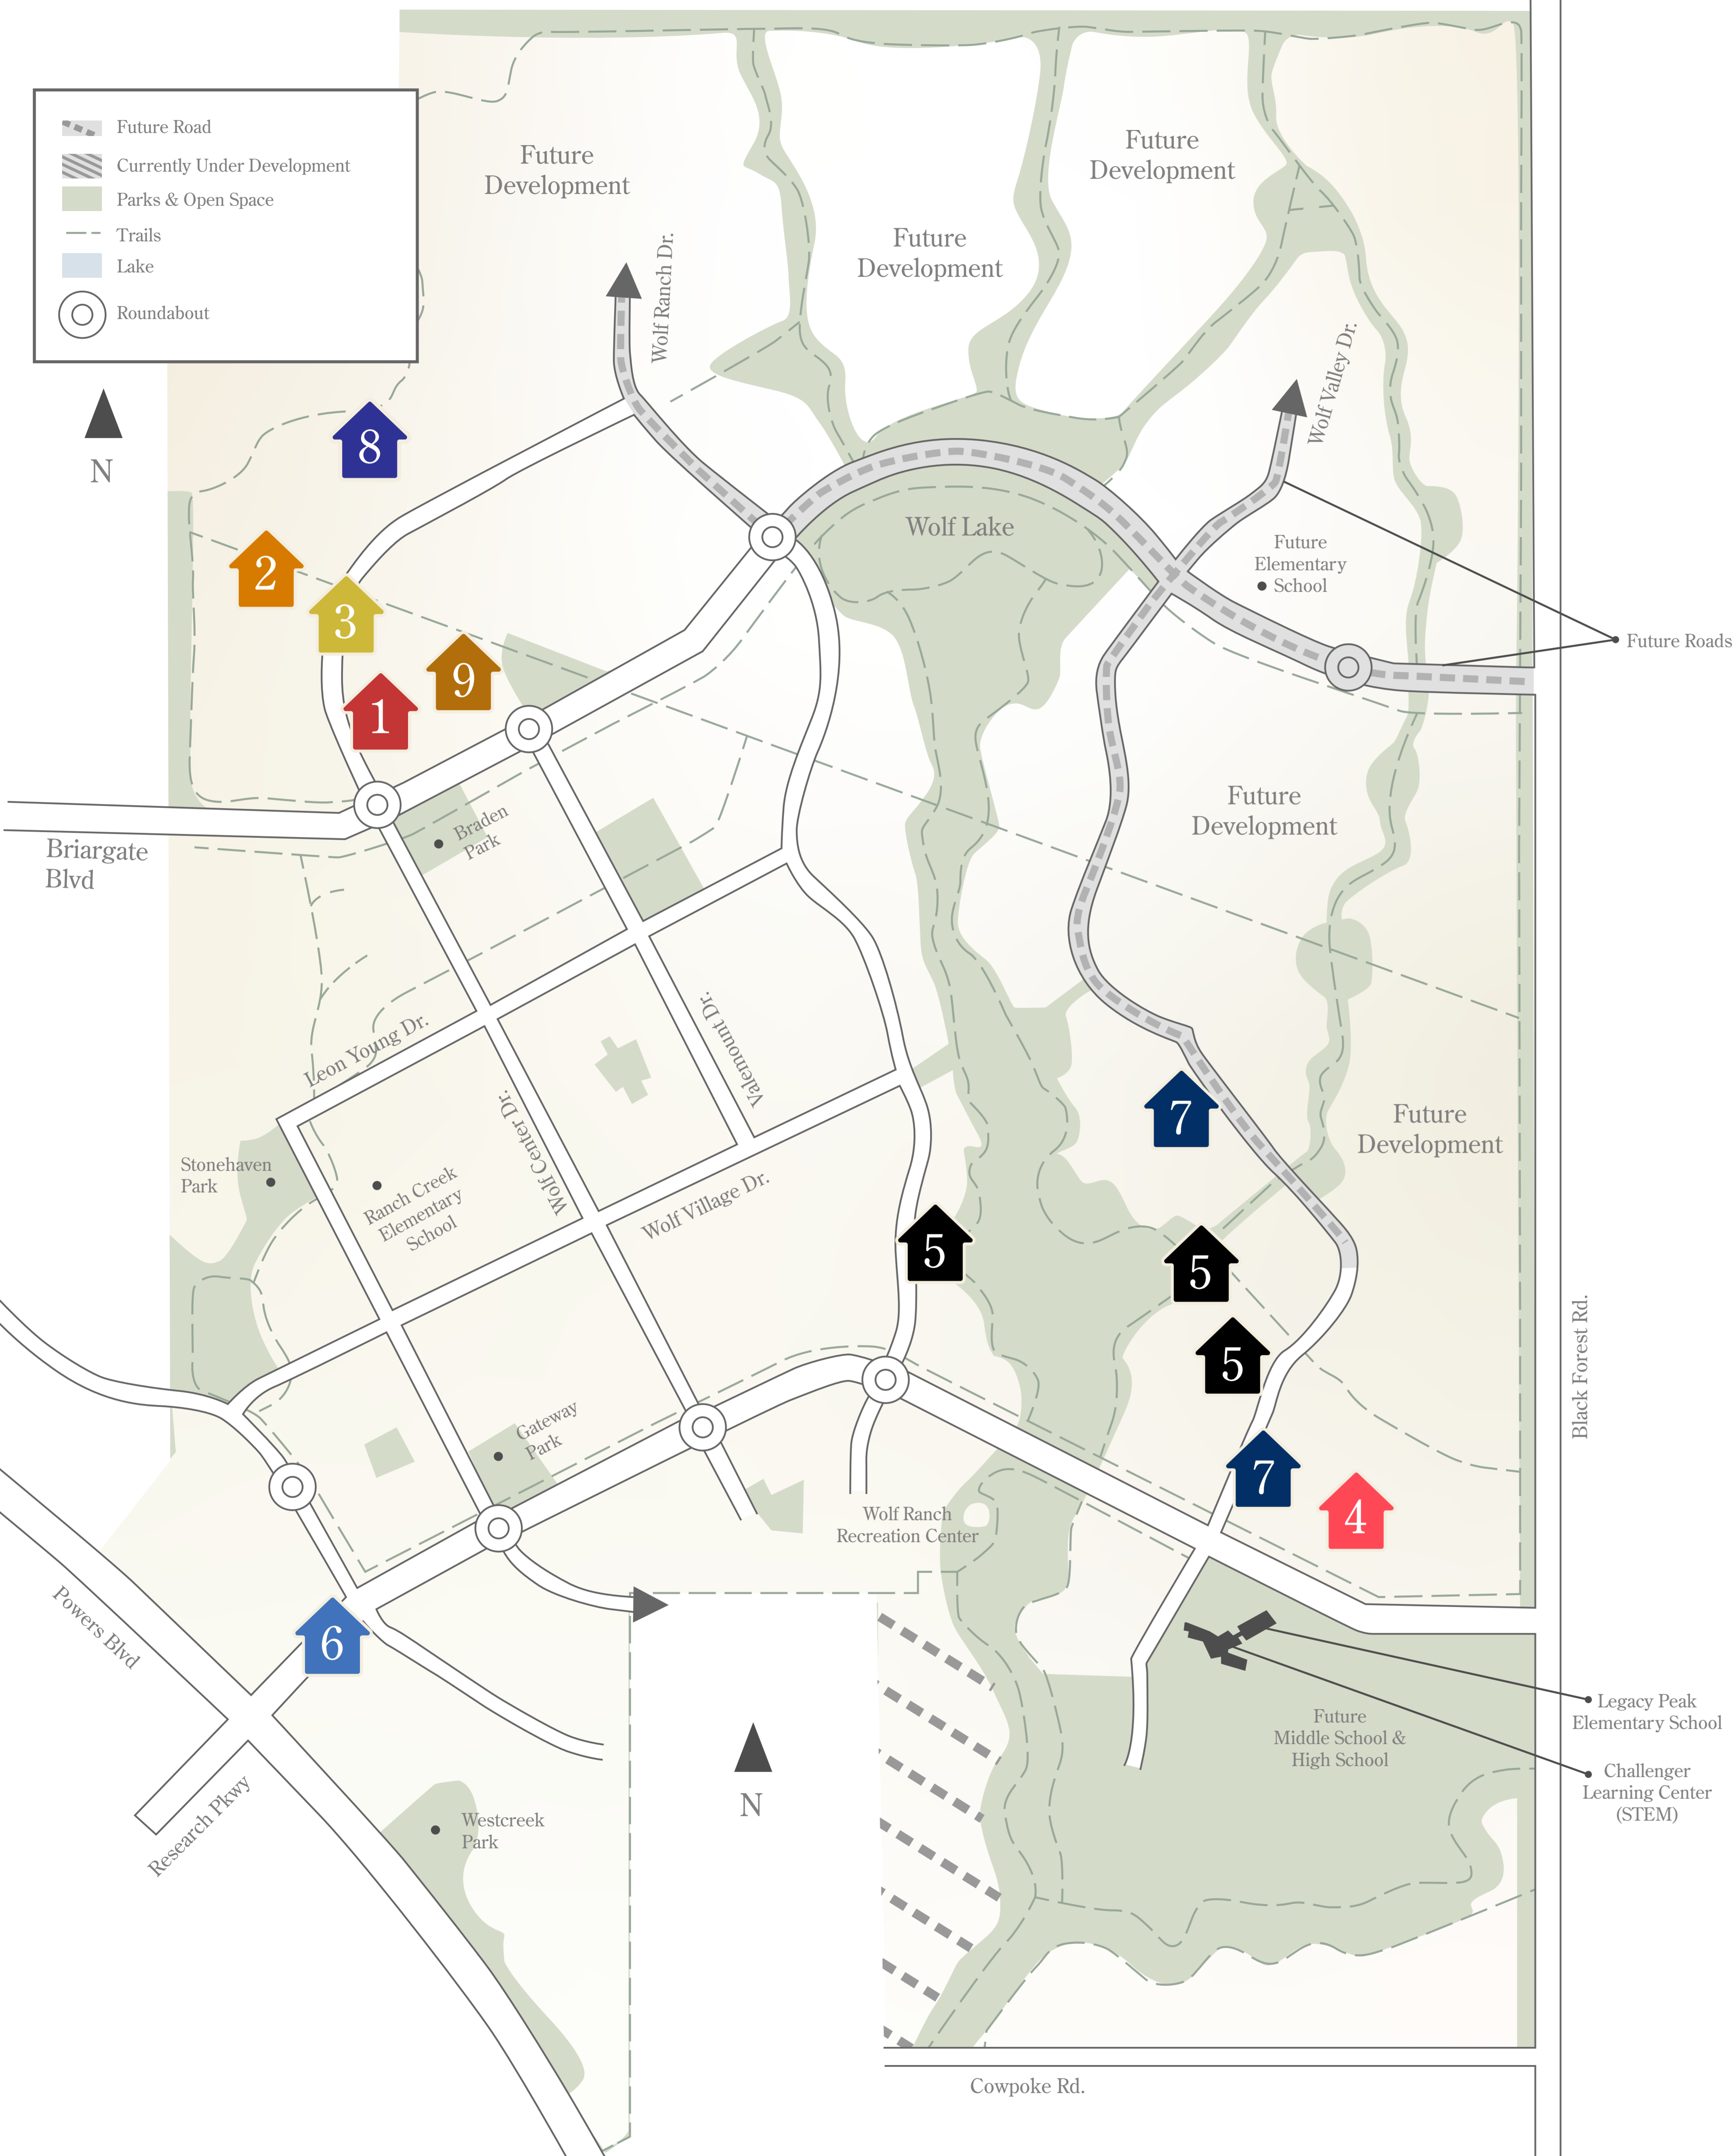 Future Road
Currently Under Development
Parks & Open Space
Trails
Lake
Roundabout
N
Future
Development
Future
Development
Future
Development
Wolf Ranch Dr.
Wolf Valley Dr.
8
2
3
9
1
Wolf Lake
Future
Elementary
School
Future Roads
Briargate
Blvd
Braden
Park
Future
Development
Leon Young Dr.
Valemount Dr.
Wolf Center Dr.
7
Future
Development
Stonehaven
Park
Ranch Creek
Elementary
School
Wolf Village Dr.
5
5
5
Black Forest Rd.
Gateway
Park
7
4
Wolf Ranch
Recreation Center
Powers Blvd
6
Research Pkwy
N
Future
Middle School &
High School
Legacy Peak
Elementary School
Challenger
Learning Center
(STEM)
Westcreek
Park
Cowpoke Rd.